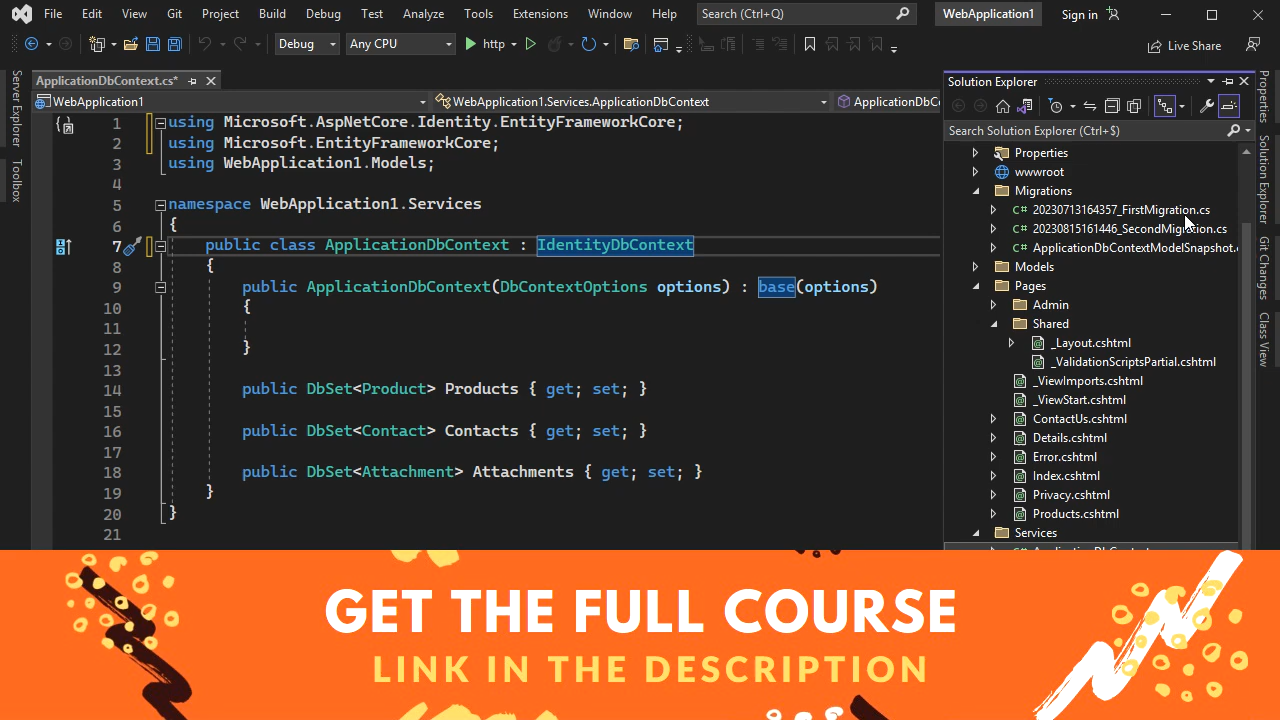 File Edit View Git Project Build Debug Test Analyze Tools Extensions Window Help Search (Ctrl+Q) WebApplication1 Sign in
Debug Any CPU http Live Share
Server Explorer
Toolbox
ApplicationDbContext.cs*
WebApplication1 WebApplication1.Services.ApplicationDbContext ApplicationDbC
1 using Microsoft.AspNetCore.Identity.EntityFrameworkCore;
2 using Microsoft.EntityFrameworkCore;
3 using WebApplication1.Models;
4
5 namespace WebApplication1.Services
6 {
7 public class ApplicationDbContext : IdentityDbContext
8 {
9 public ApplicationDbContext(DbContextOptions options) : base(options)
10 {
11
12 }
13
14 public DbSet<Product> Products { get; set; }
15
16 public DbSet<Contact> Contacts { get; set; }
17
18 public DbSet<Attachment> Attachments { get; set; }
19 }
20 }
21
Solution Explorer
Search Solution Explorer (Ctrl+$)
Properties
wwwroot
Migrations
C# 20230713164357_FirstMigration.cs
C# 20230815161446_SecondMigration.cs
C# ApplicationDbContextModelSnapshot.c
Models
Pages
Admin
Shared
_Layout.cshtml
_ValidationScriptsPartial.cshtml
_ViewImports.cshtml
_ViewStart.cshtml
ContactUs.cshtml
Details.cshtml
Error.cshtml
Index.cshtml
Privacy.cshtml
Products.cshtml
Services
Properties
Solution Explorer
Git Changes
Class View
GET THE FULL COURSE
LINK IN THE DESCRIPTION